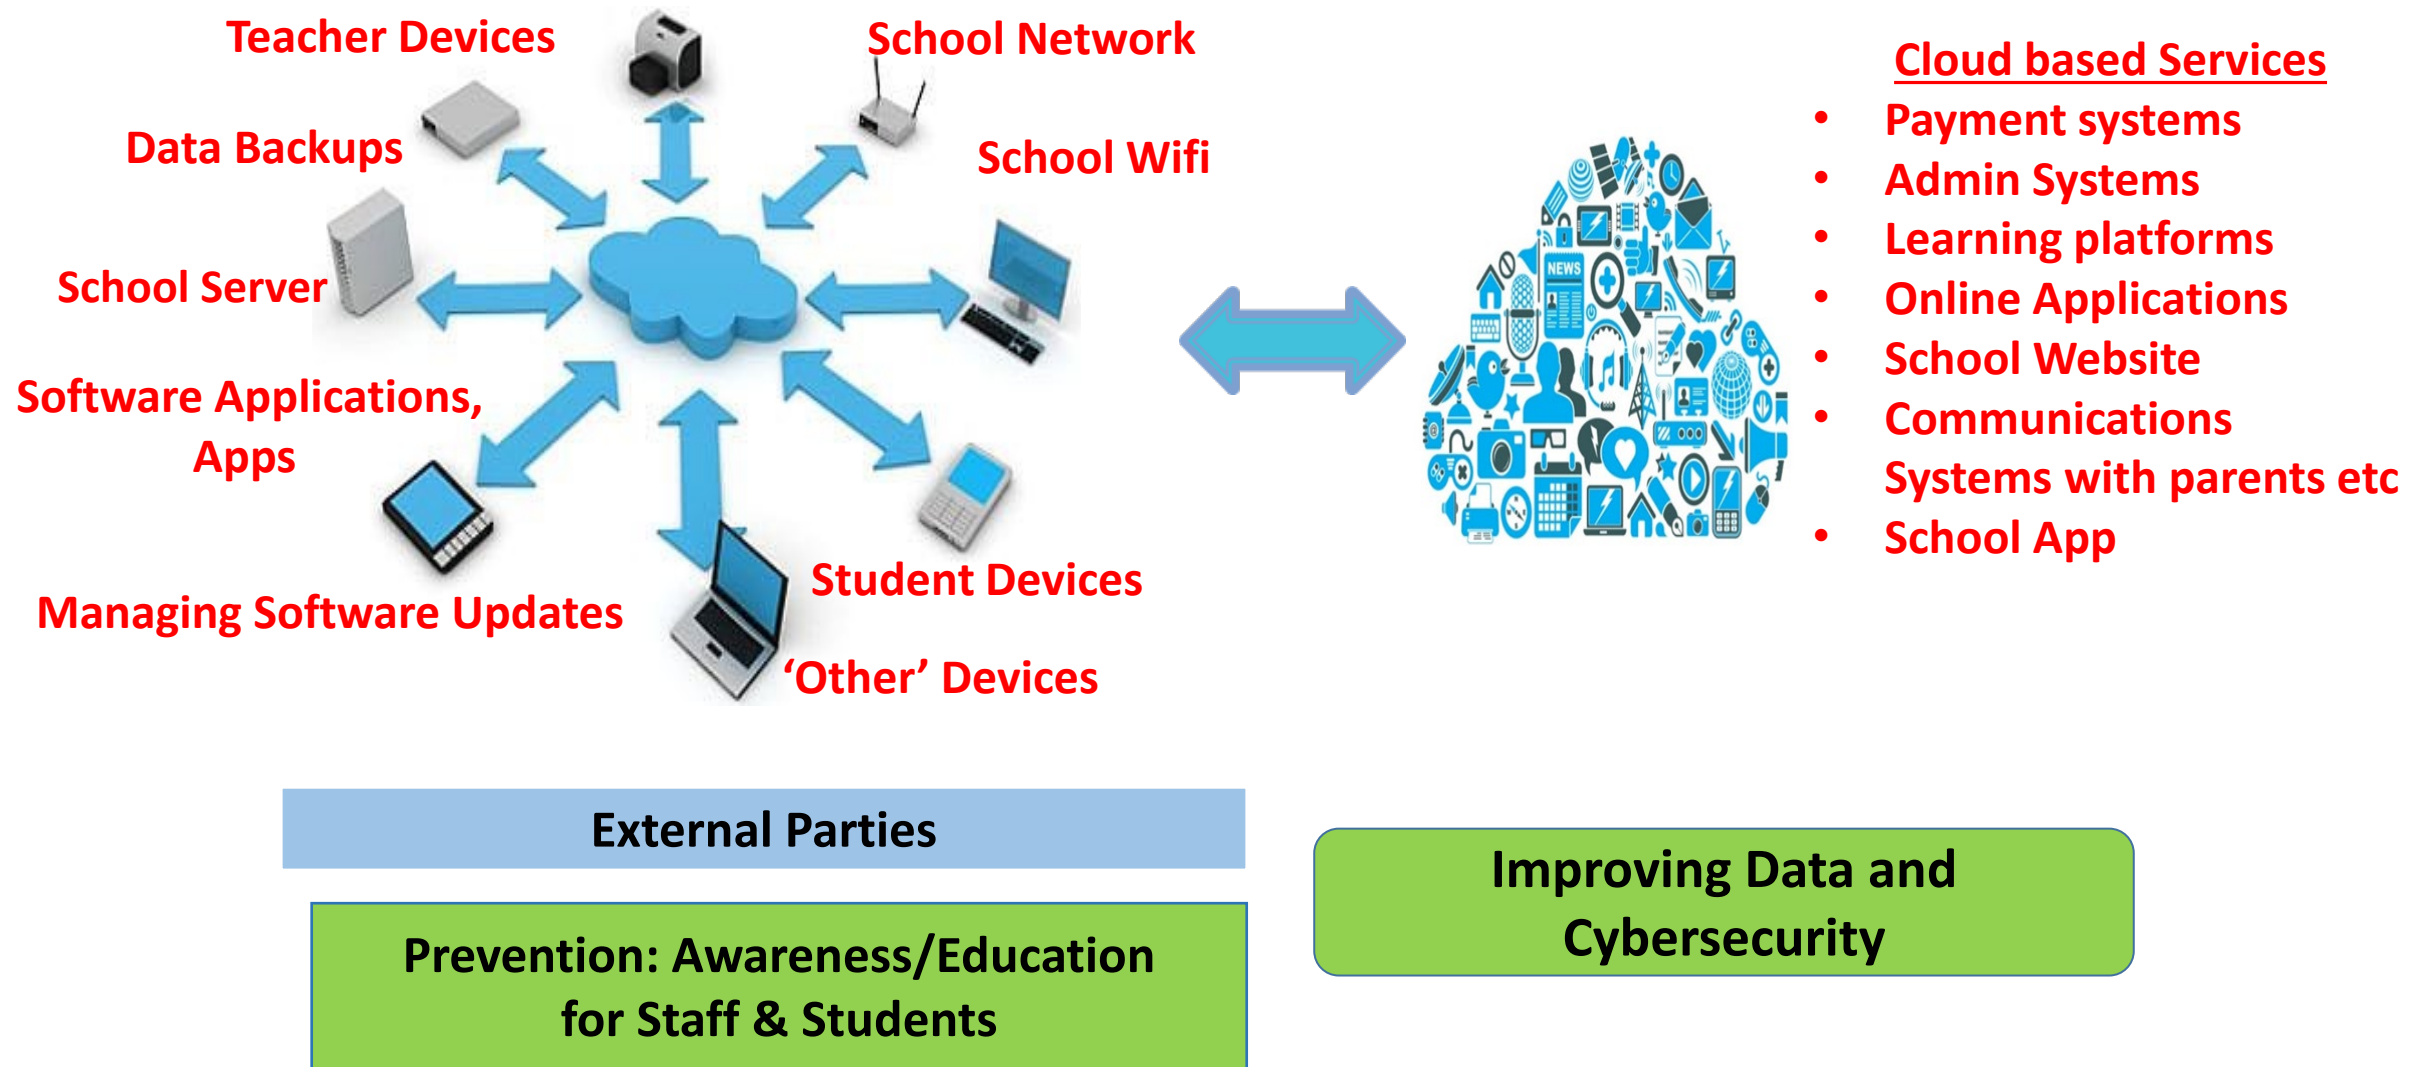 Teacher Devices
School Network
Data Backups
School Wifi
School Server
Software Applications,
Apps
Managing Software Updates
Student Devices
‘Other’ Devices
NEWS
Cloud based Services
• Payment systems
• Admin Systems
• Learning platforms
• Online Applications
• School Website
• Communications
Systems with parents etc
• School App
External Parties
Prevention: Awareness/Education
for Staff & Students
Improving Data and
Cybersecurity